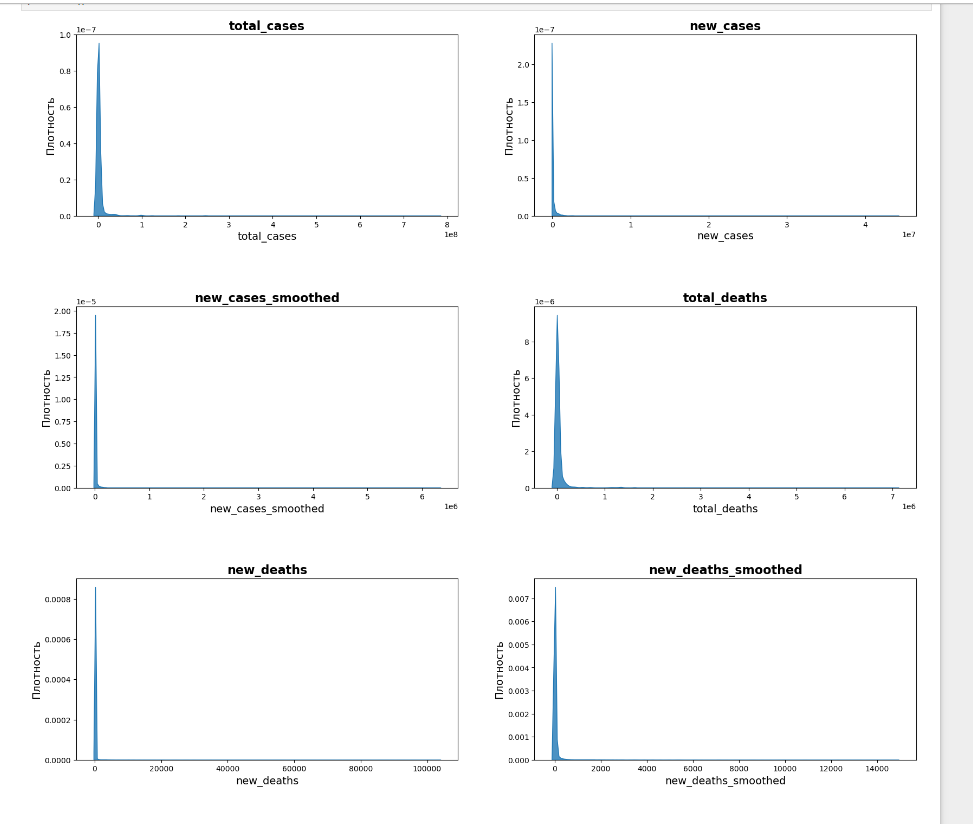 total_cases
1e−7
1.0
0.8
0.6
0.4
0.2
0.0
Плотность
0 1 2 3 4 5 6 7 8
1e8
total_cases
new_cases
1e−7
2.0
1.5
1.0
0.5
0.0
Плотность
0 1 2 3 4
1e7
new_cases
new_cases_smoothed
1e−5
2.00
1.75
1.50
1.25
1.00
0.75
0.50
0.25
0.00
Плотность
0 1 2 3 4 5 6
1e6
new_cases_smoothed
total_deaths
1e−6
8
6
4
2
0
Плотность
0 1 2 3 4 5 6 7
1e6
total_deaths
new_deaths
0.0008
0.0006
0.0004
0.0002
0.0000
Плотность
0 20000 40000 60000 80000 100000
new_deaths
new_deaths_smoothed
0.007
0.006
0.005
0.004
0.003
0.002
0.001
0.000
Плотность
0 2000 4000 6000 8000 10000 12000 14000
new_deaths_smoothed